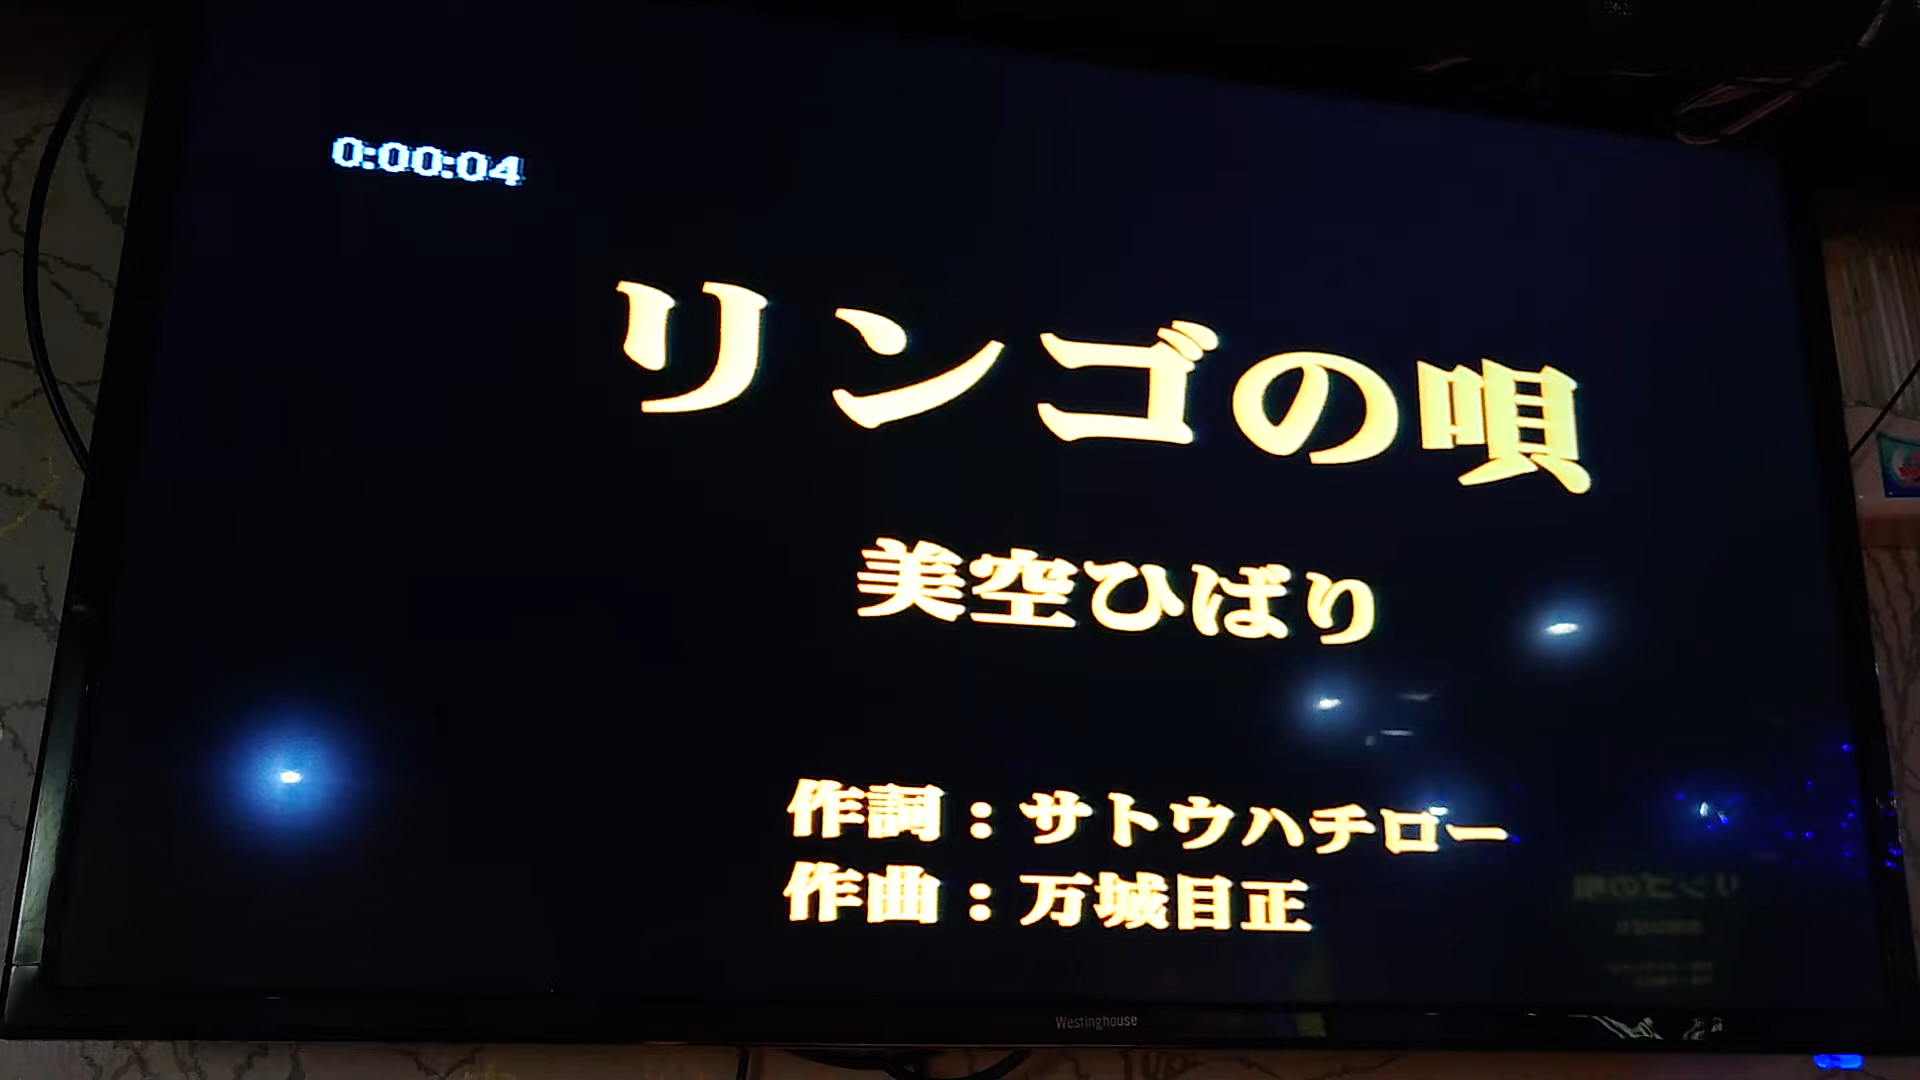 0:00:04
リンゴの唄
美空ひばり
作詞：サトウハチロー
作曲：万城目正
Westinghouse